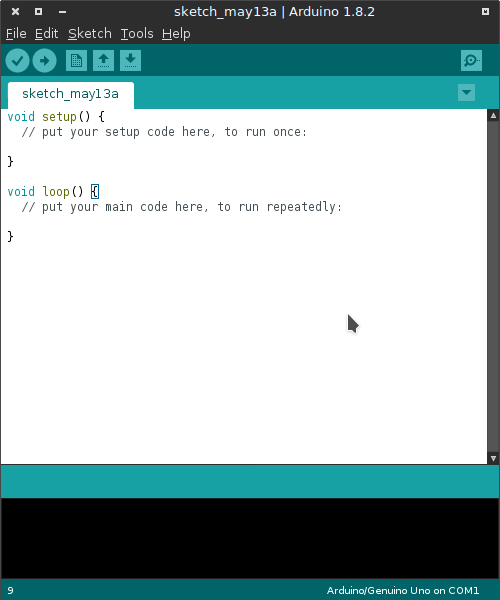 sketch_may13a | Arduino 1.8.2
File Edit Sketch Tools Help
sketch_may13a
void setup() {
  // put your setup code here, to run once:
}
void loop() {
  // put your main code here, to run repeatedly:
}
9
Arduino/Genuino Uno on COM1